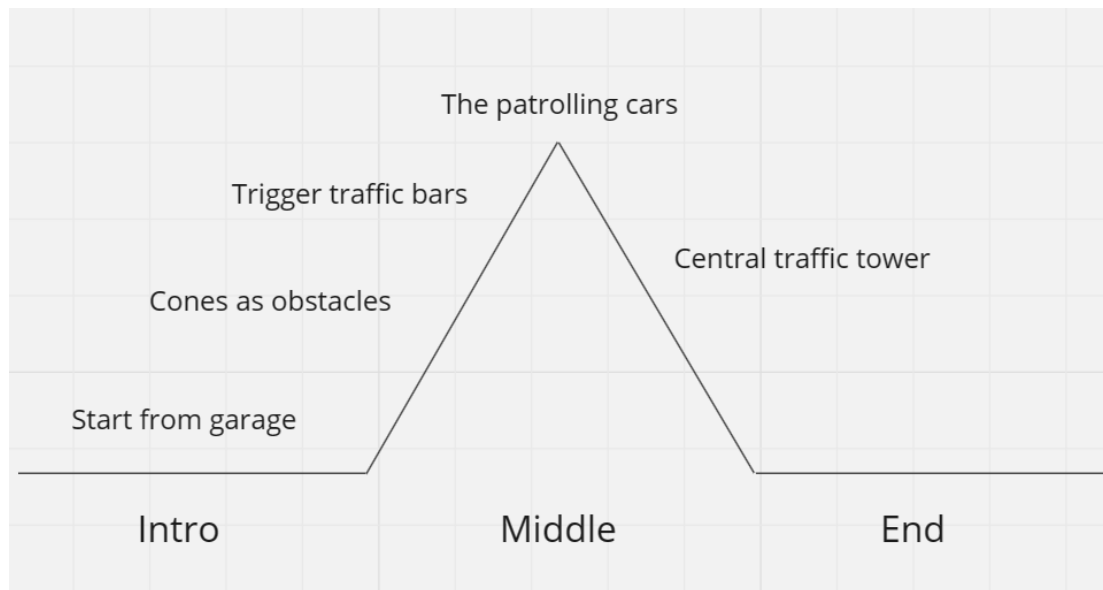 The patrolling cars
Trigger traffic bars
Central traffic tower
Cones as obstacles
Start from garage
Intro
Middle
End